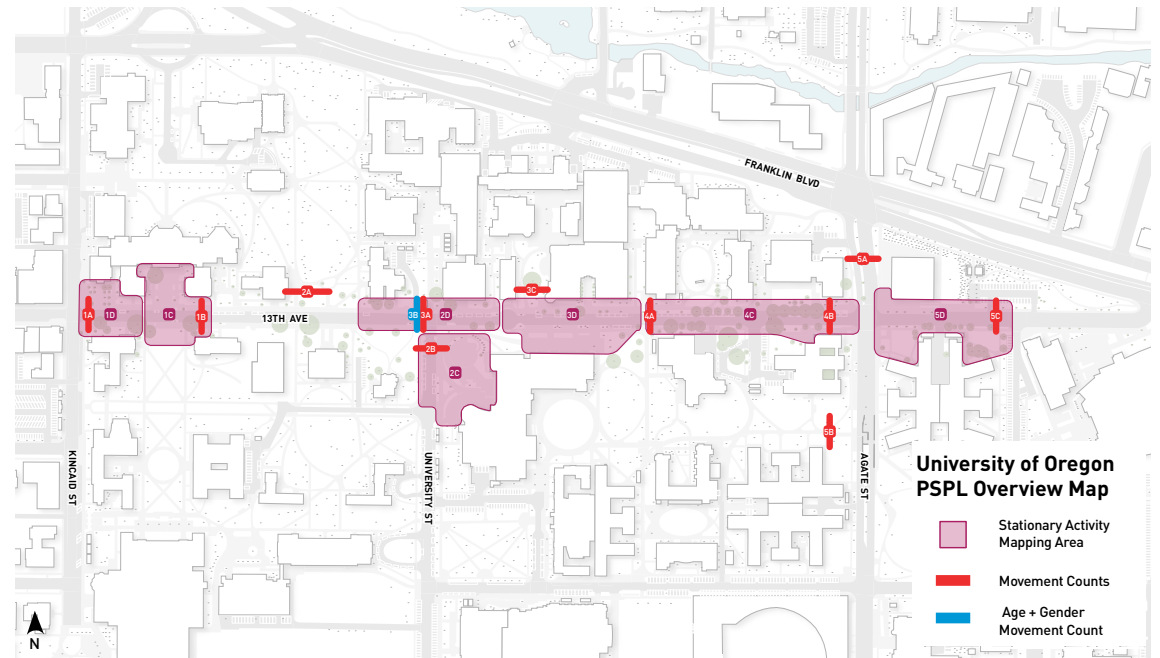 FRANKLIN BLVD
5A
2A
3C
1A
1D
1C
1B
13TH AVE
3B
3A
2D
3D
4A
4C
4B
5D
5C
2B
2C
5B
KINCAID ST
UNIVERSITY ST
AGATE ST
University of Oregon
PSPL Overview Map
Stationary Activity
Mapping Area
Movement Counts
Age + Gender
Movement Count
N